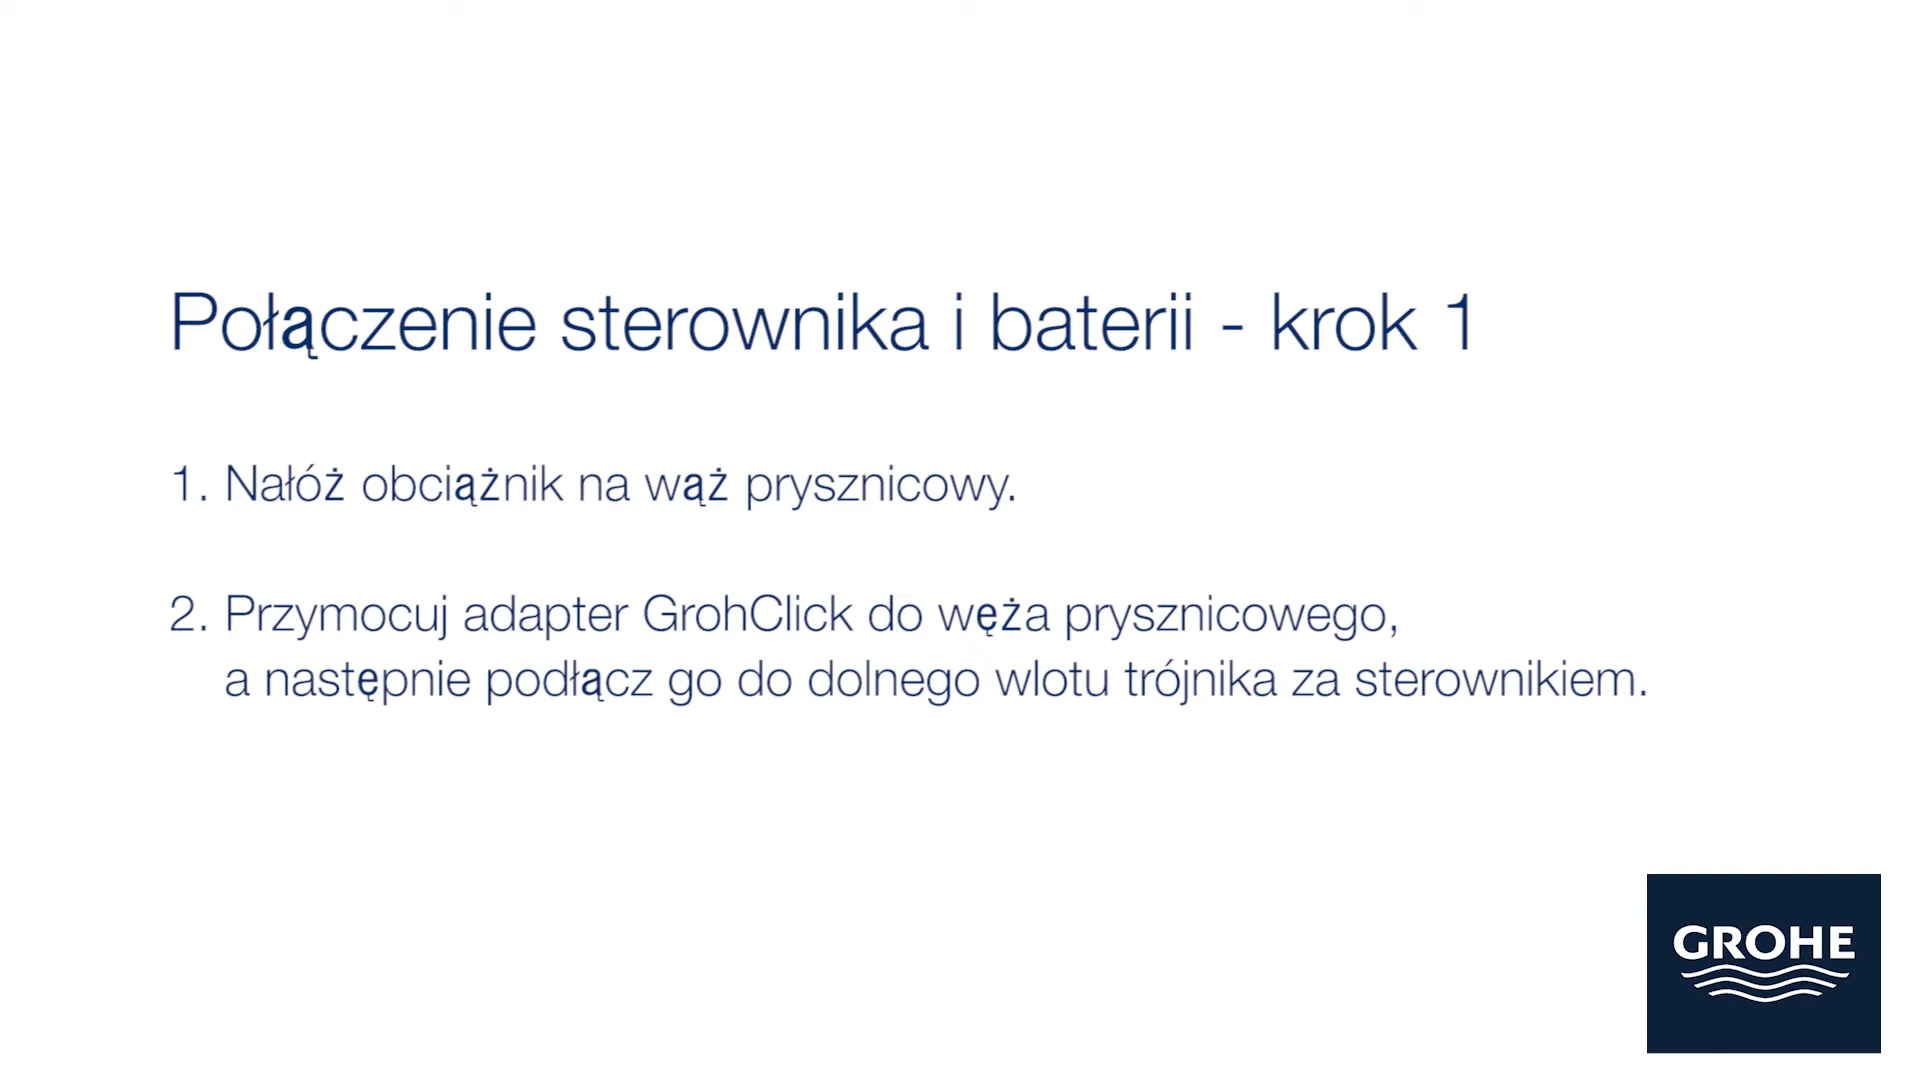 Połączenie sterownika i baterii - krok 1
1. Nałóż obciążnik na wąż prysznicowy.
2. Przymocuj adapter GrohClick do węża prysznicowego,
a następnie podłącz go do dolnego wlotu trójnika za sterownikiem.
GROHE